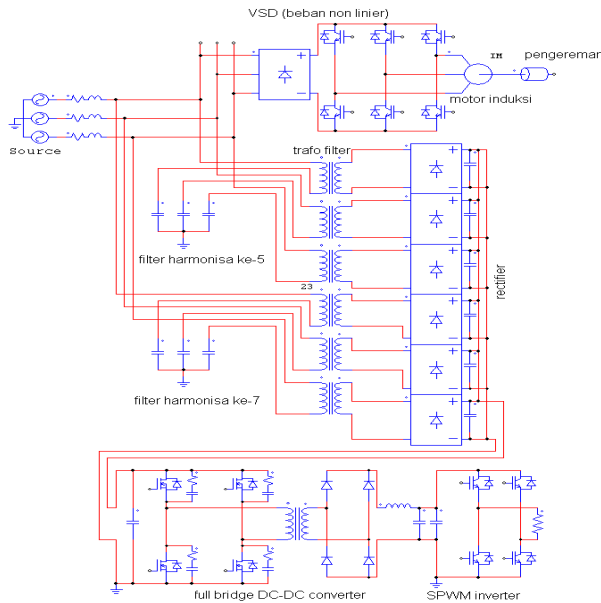 VSD (beban non linier)
IM
pengereman
motor induksi
Source
trafo filter
filter harmonisa ke-5
23
rectifier
filter harmonisa ke-7
full bridge DC-DC converter
SPWM inverter